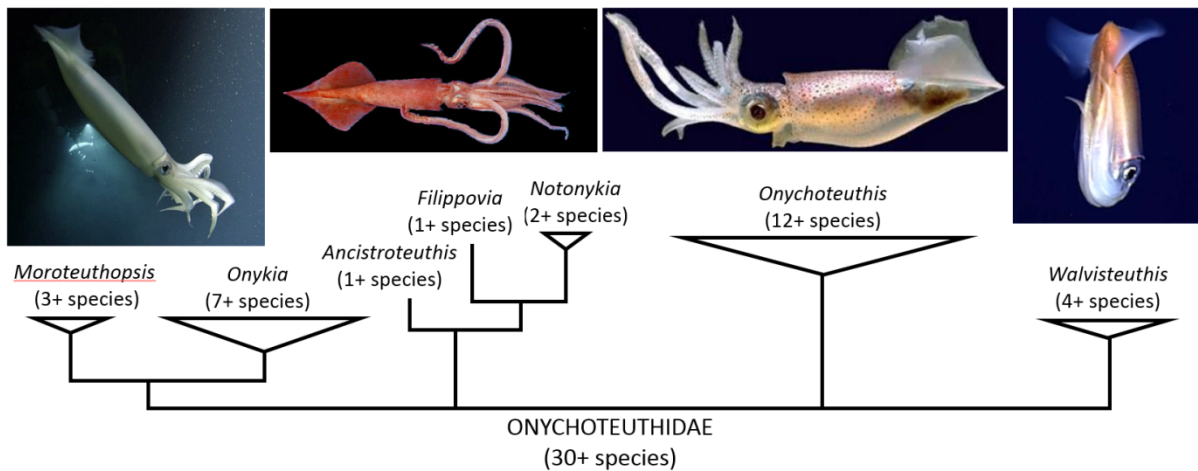 Moroteuthopsis
(3+ species)
Onykia
(7+ species)
Ancistroteuthis
(1+ species)
Filippovia
(1+ species)
Notonykia
(2+ species)
Onychoteuthis
(12+ species)
Walvisteuthis
(4+ species)
ONYCHOTEUTHIDAE
(30+ species)